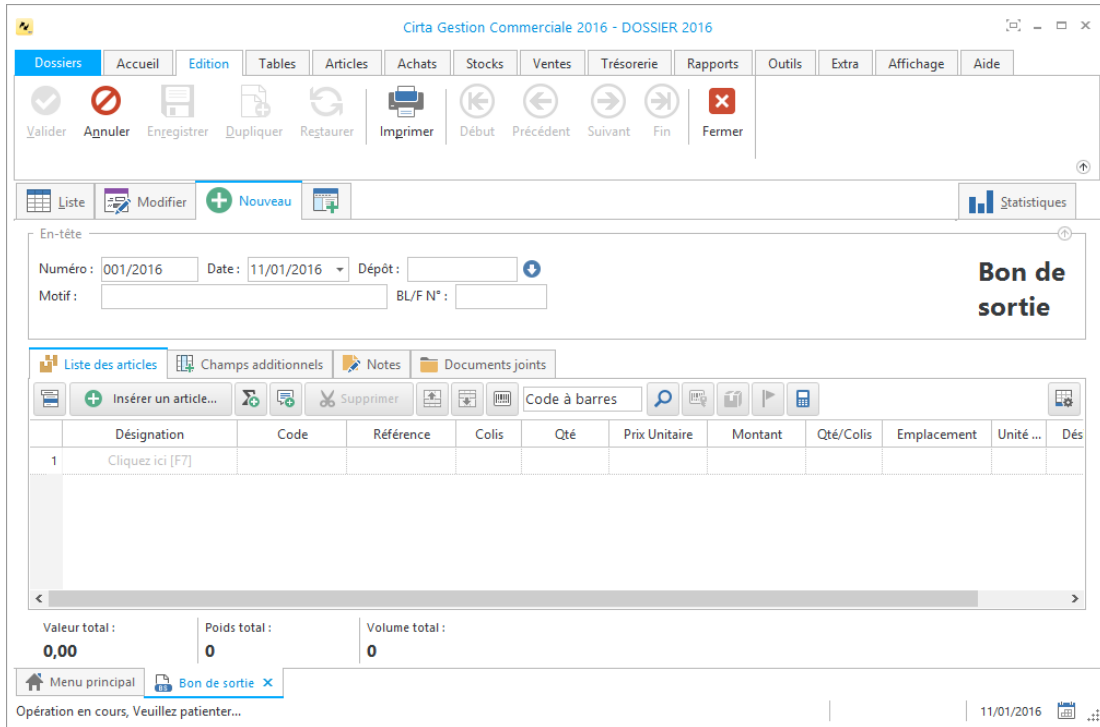 Cirta Gestion Commerciale 2016 - DOSSIER 2016
Dossiers Accueil Edition Tables Articles Achats Stocks Ventes Trésorerie Rapports Outils Extra Affichage Aide
Valider Annuler Enregistrer Dupliquer Restaurer Imprimer Début Précédent Suivant Fin Fermer
Liste Modifier Nouveau Statistiques
En-tête
Numéro : 001/2016 Date : 11/01/2016 Dépôt :
Motif : BL/F N° :
Bon de
sortie
Liste des articles Champs additionnels Notes Documents joints
Insérer un article... Supprimer Code à barres
Désignation Code Référence Colis Qté Prix Unitaire Montant Qté/Colis Emplacement Unité ... Dés
1 Cliquez ici [F7]
Valeur total : Poids total : Volume total :
0,00 0 0
Menu principal BS Bon de sortie
Opération en cours, Veuillez patienter... 11/01/2016